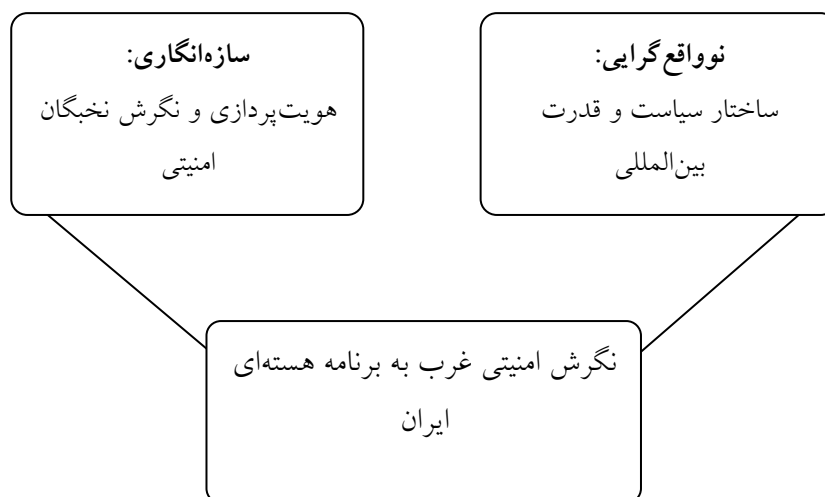 نوواقع‌گرایی:
ساختار سیاست و قدرت
بین‌المللی
سازه‌انگاری:
هویت‌پردازی و نگرش نخبگان
امنیتی
نگرش امنیتی غرب به برنامه هسته‌ای
ایران